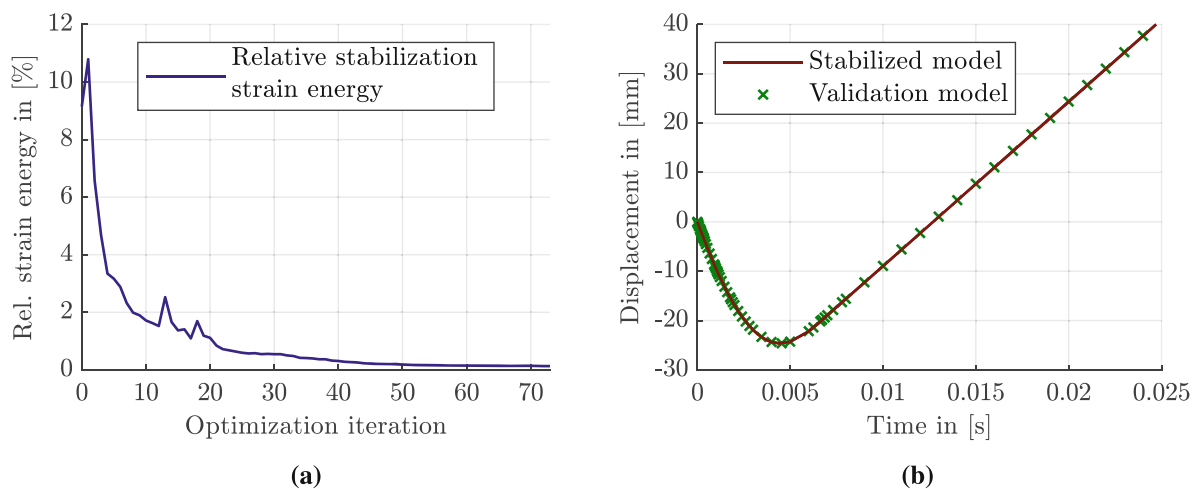 12
10
8
6
4
2
0
0 10 20 30 40 50 60 70
Rel. strain energy in [%]
Optimization iteration
Relative stabilization
strain energy
(a)
40
30
20
10
0
-10
-20
-30
0 0.005 0.01 0.015 0.02 0.025
Displacement in [mm]
Time in [s]
Stabilized model
Validation model
(b)